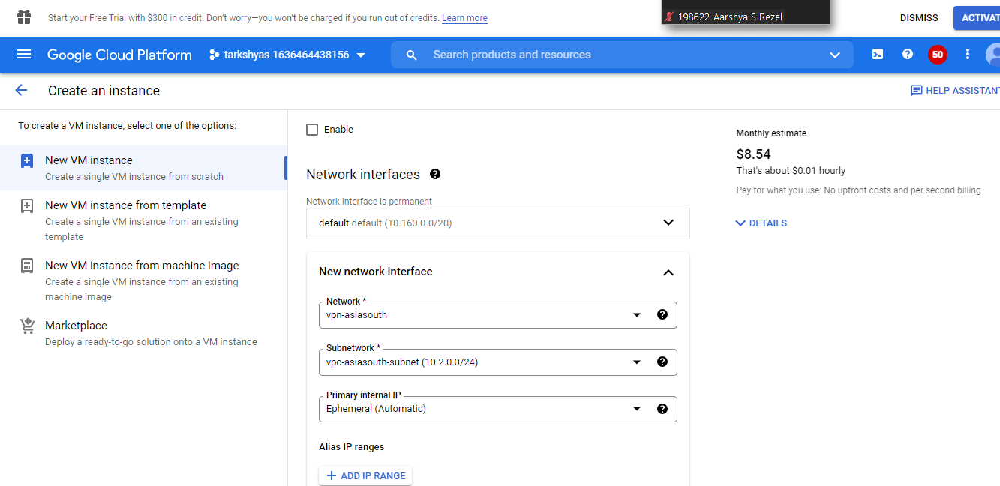 Start your Free Trial with $300 in credit. Don't worry—you won't be charged if you run out of credits. Learn more
198622-Aarshya S Rezel
DISMISS
ACTIVAT
Google Cloud Platform
tarkshyas-1636464438156
Search products and resources
50
Create an instance
HELP ASSISTANT
To create a VM instance, select one of the options:
New VM instance
Create a single VM instance from scratch
New VM instance from template
Create a single VM instance from an existing
template
New VM instance from machine image
Create a single VM instance from an existing
machine image
Marketplace
Deploy a ready-to-go solution onto a VM instance
Enable
Network interfaces
Network interface is permanent
default default (10.160.0.0/20)
New network interface
Network *
vpn-asiasouth
Subnetwork *
vpc-asiasouth-subnet (10.2.0.0/24)
Primary internal IP
Ephemeral (Automatic)
Alias IP ranges
ADD IP RANGE
Monthly estimate
$8.54
That's about $0.01 hourly
Pay for what you use: No upfront costs and per second billing
DETAILS